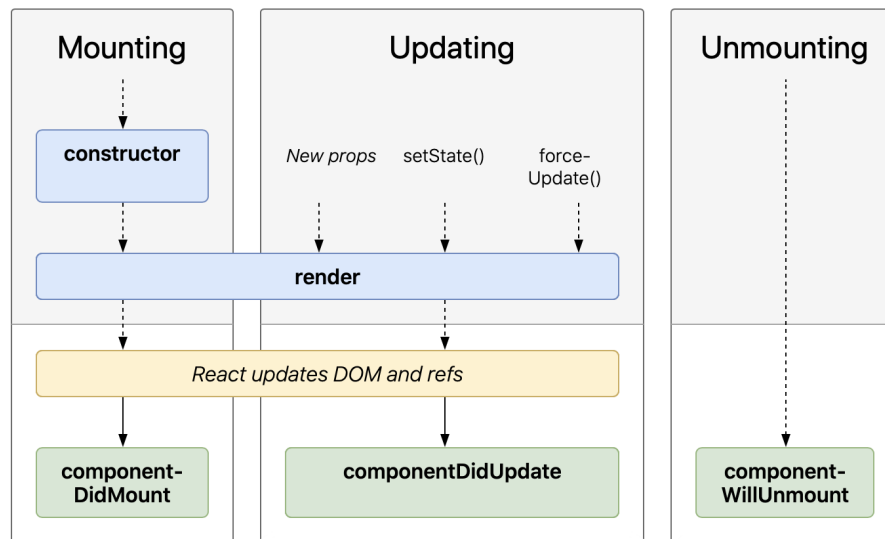 Mounting
Updating
Unmounting
constructor
New props
setState()
force-
Update()
render
React updates DOM and refs
component-
DidMount
componentDidUpdate
component-
WillUnmount